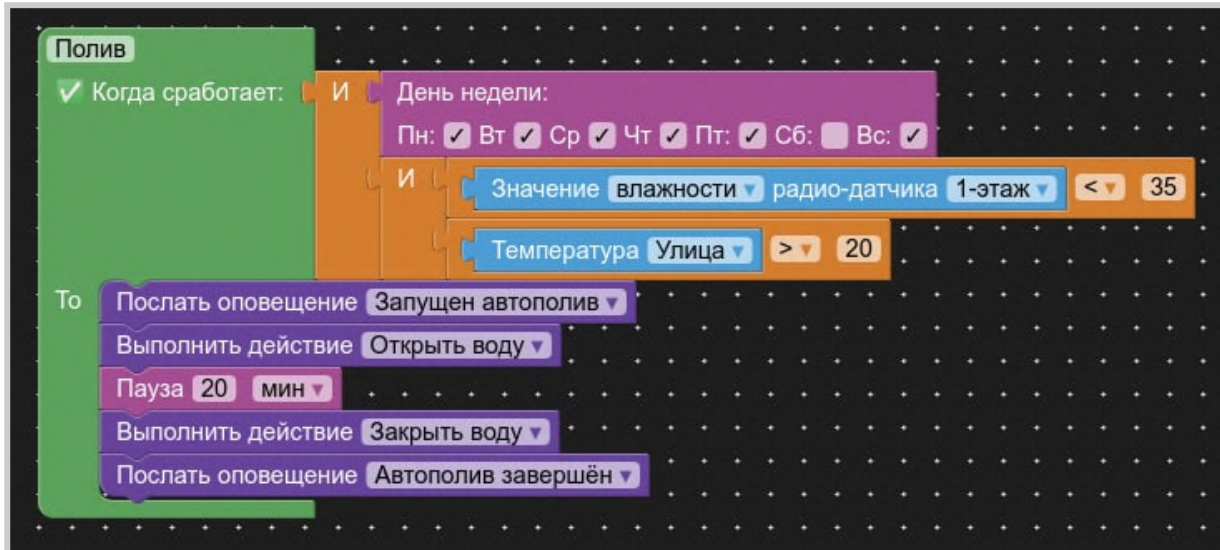 Полив
Когда сработает: И День недели:
Пн: Вт Ср Чт Пт: Сб: Вс:
И Значение влажности радио-датчика 1-этаж < 35
Температура Улица > 20
То Послать оповещение Запущен автополив
Выполнить действие Открыть воду
Пауза 20 мин
Выполнить действие Закрыть воду
Послать оповещение Автополив завершён